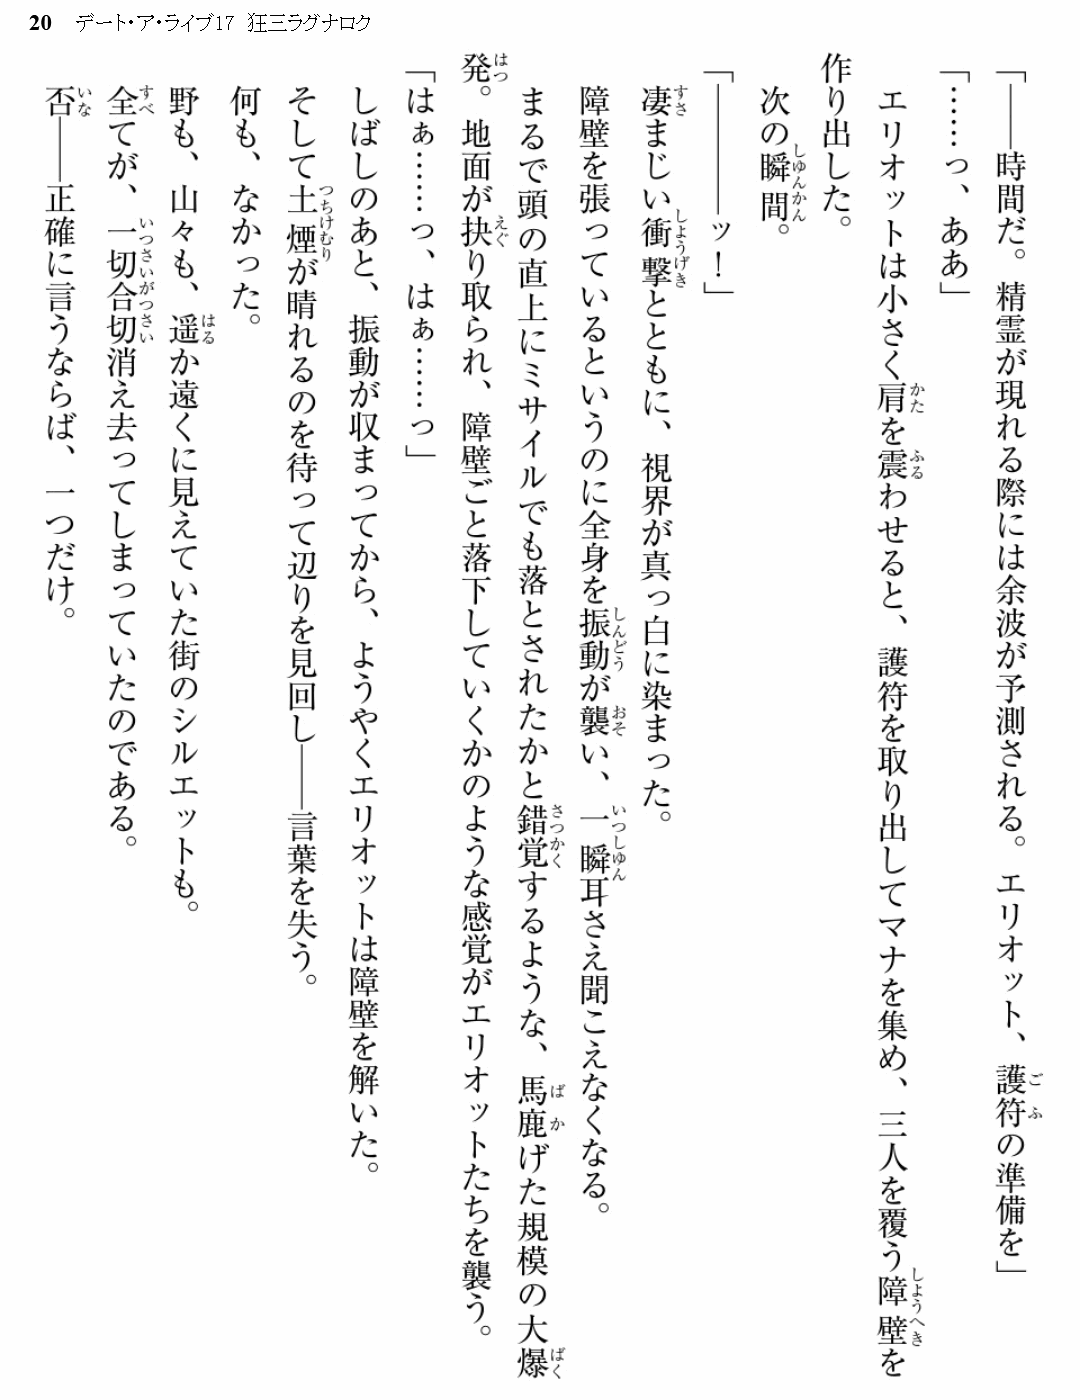 20 デート・ア・ライブ17 狂三ラグナロク
「――時間だ。精霊が現れる際には余波が予測される。エリオット、護符の準備を」
「……っ、ああ」
エリオットは小さく肩を震わせると、護符を取り出してマナを集め、三人を覆う障壁を
作り出した。
次の瞬間。
「――――ッ！」
凄まじい衝撃とともに、視界が真っ白に染まった。
障壁を張っているというのに全身を振動が襲い、一瞬耳さえ聞こえなくなる。
まるで頭の直上にミサイルでも落とされたかと錯覚するような、馬鹿げた規模の大爆
発。地面が抉り取られ、障壁ごと落下していくかのような感覚がエリオットたちを襲う。
「はぁ……っ、はぁ……っ」
しばしのあと、振動が収まってから、ようやくエリオットは障壁を解いた。
そして土煙が晴れるのを待って辺りを見回し――言葉を失う。
何も、なかった。
野も、山々も、遥か遠くに見えていた街のシルエットも。
全てが、一切合切消え去ってしまっていたのである。
否――正確に言うならば、一つだけ。